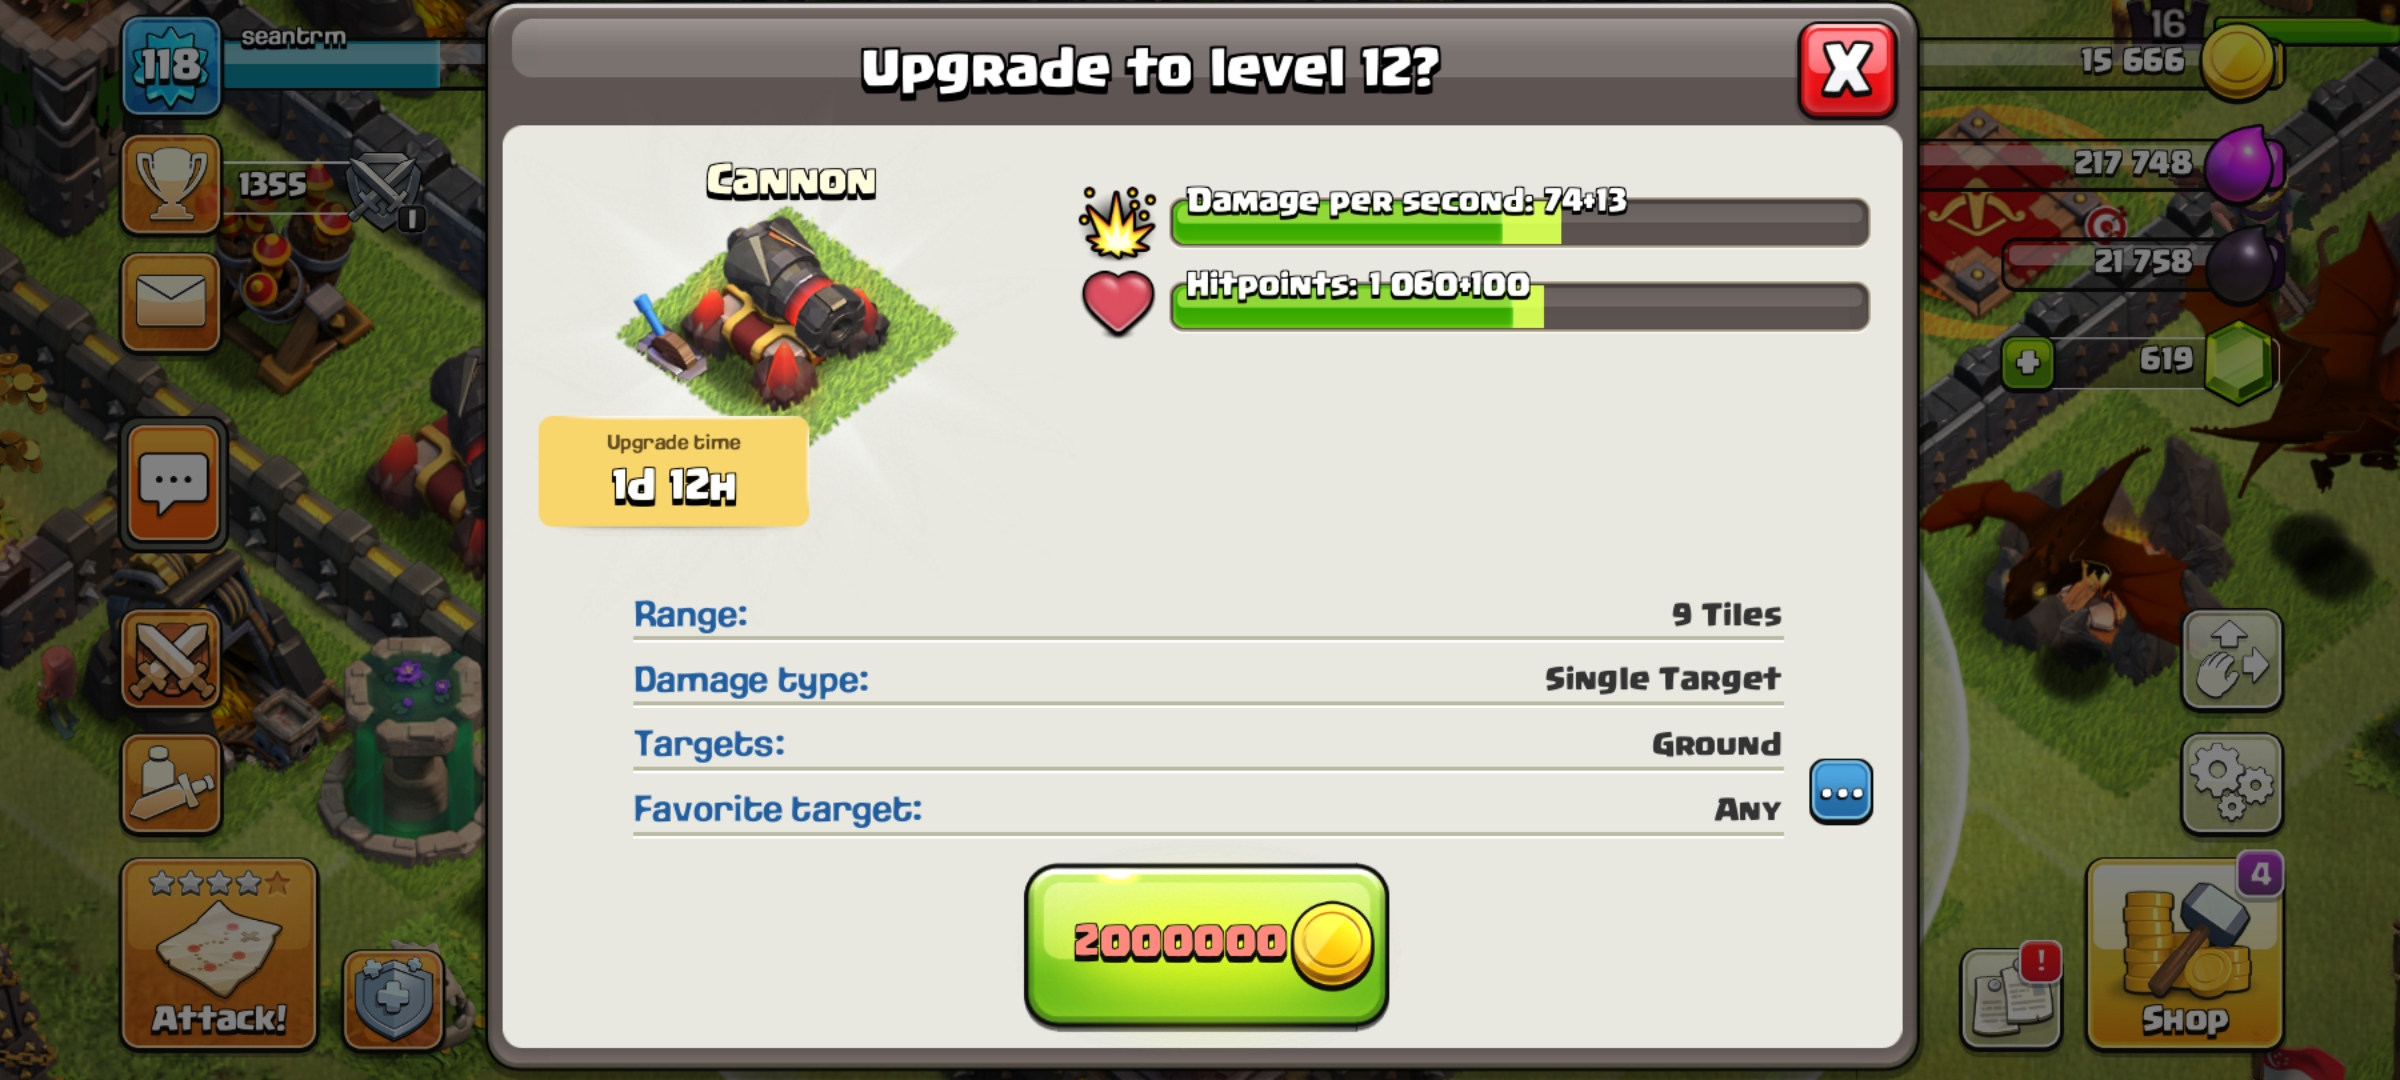 118
seantrm
Upgrade to level 12?
X
16
15 666
1355
I
217 748
21 758
619
Cannon
Damage per second: 74+13
Hitpoints: 1 060+100
Upgrade time
1d 12H
Range: 9 Tiles
Damage type: Single Target
Targets: Ground
Favorite target: Any
2000000
4
!
Attack!
Shop